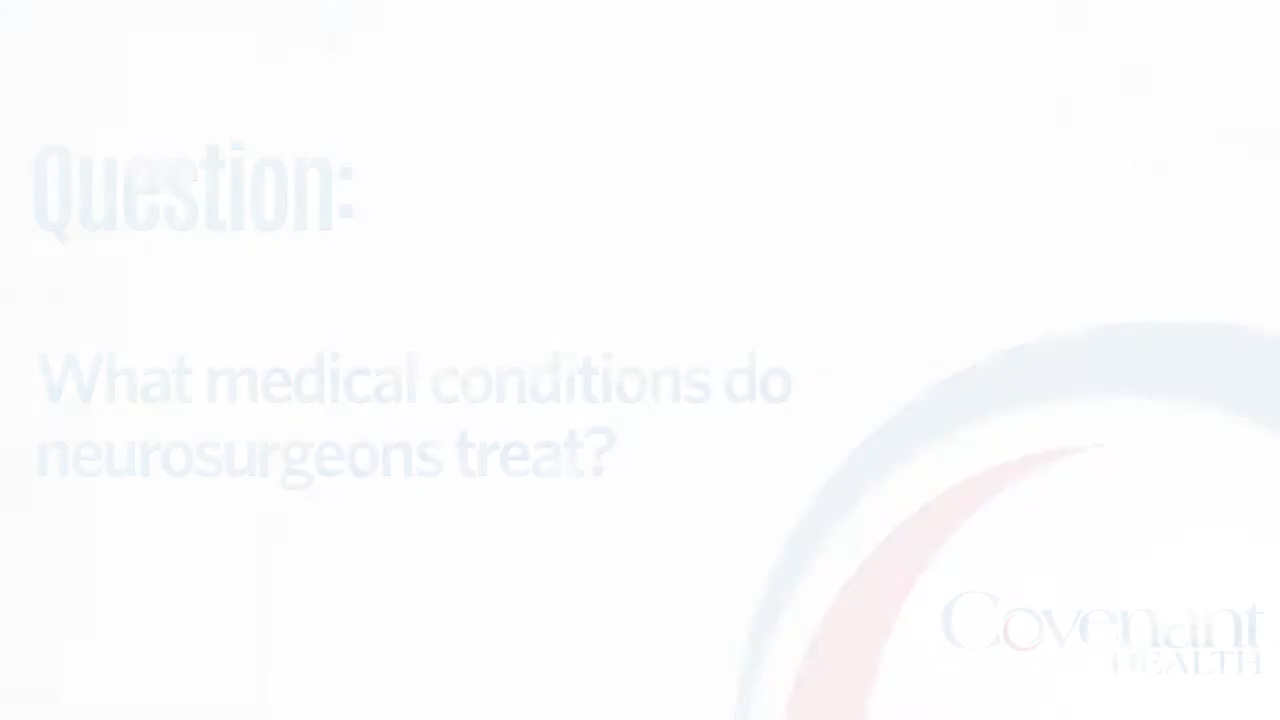 Question:
What medical conditions do
neurosurgeons treat?
Covenant
HEALTH